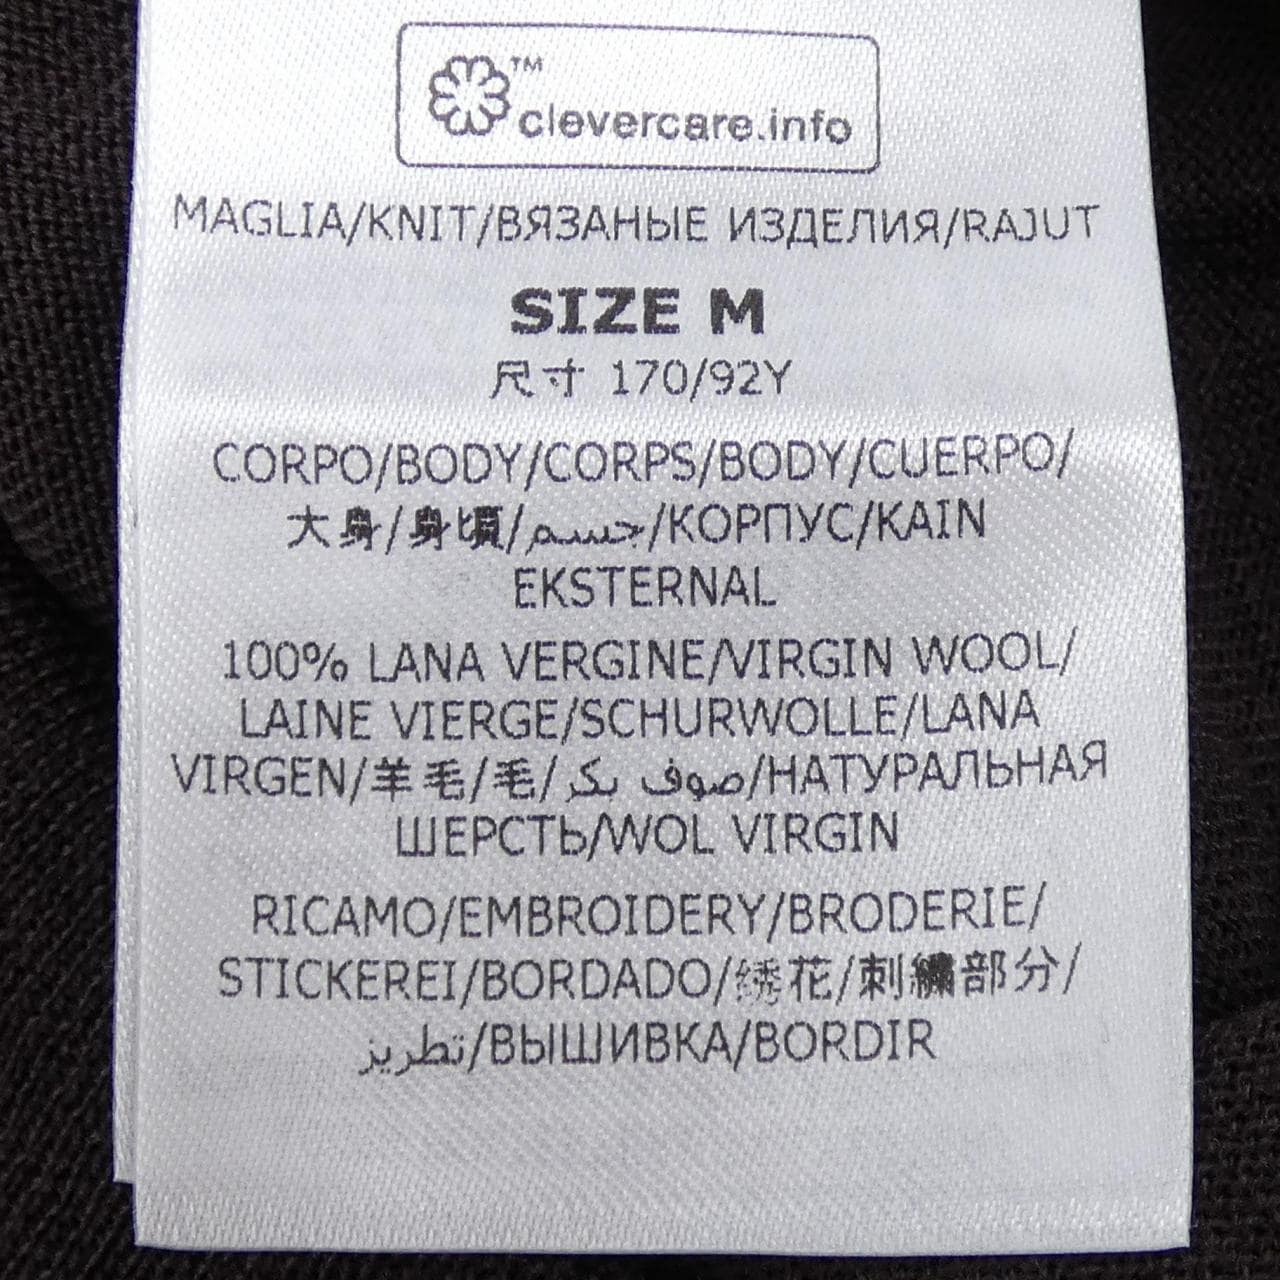 ™
clevercare.info
MAGLIA/KNIT/ВЯЗАНЫЕ ИЗДЕЛИЯ/RAJUT
SIZE M
尺寸 170/92Y
CORPO/BODY/CORPS/BODY/CUERPO/
大身/身頃/جسم/КОРПУС/KAIN
EKSTERNAL
100% LANA VERGINE/VIRGIN WOOL/
LAINE VIERGE/SCHURWOLLE/LANA
VIRGEN/羊毛/毛/صوف بكر/НАТУРАЛЬНАЯ
ШЕРСТЬ/WOL VIRGIN
RICAMO/EMBROIDERY/BRODERIE/
STICKEREI/BORDADO/绣花/刺繍部分/
تطريز/ВЫШИВКА/BORDIR